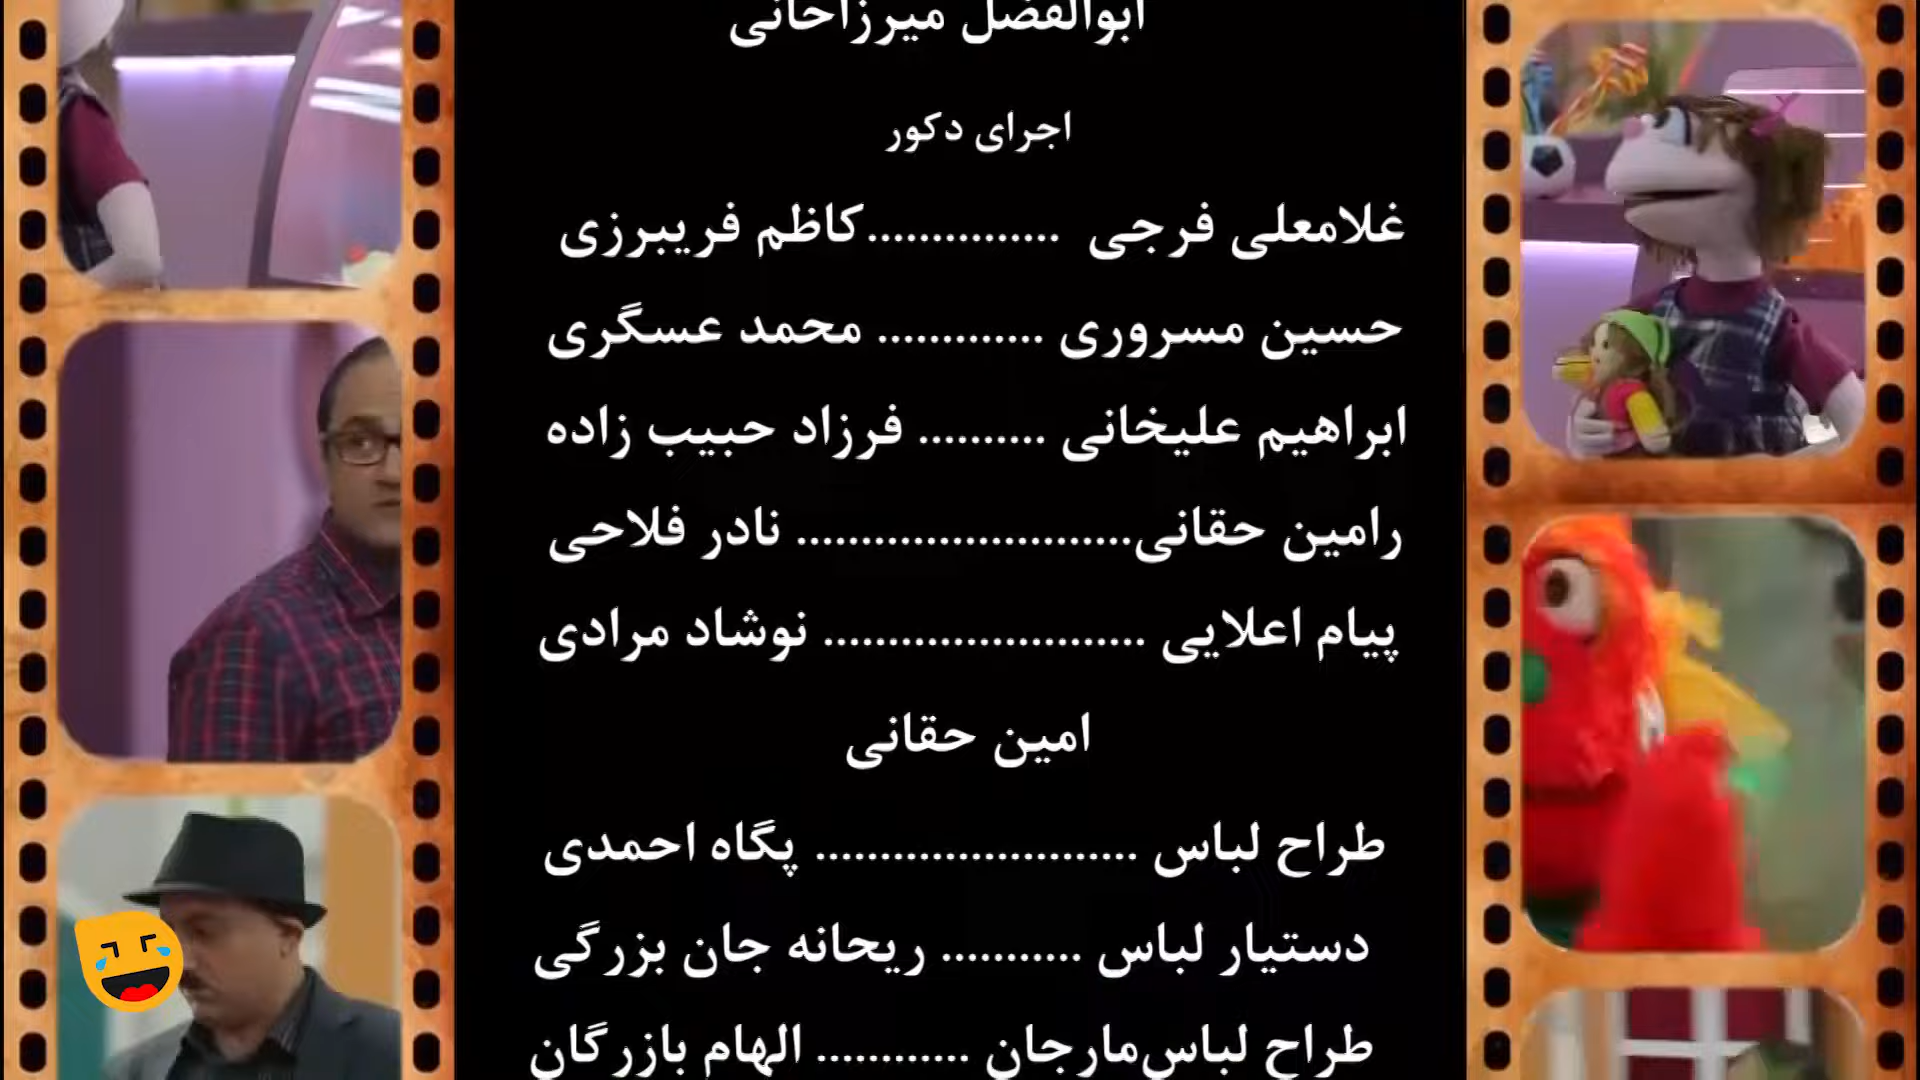 ابوالفضل میرزاخانی
اجرای دکور
غلامعلی فرجی ...............کاظم فریبرزی
حسین مسروری ............. محمد عسگری
ابراهیم علیخانی .......... فرزاد حبیب زاده
رامین حقانی.......................... نادر فلاحی
پیام اعلایی ......................... نوشاد مرادی
امین حقانی
طراح لباس ......................... پگاه احمدی
دستیار لباس ........... ریحانه جان بزرگی
طراح لباس‌مارجان ............ الهام بازرگان